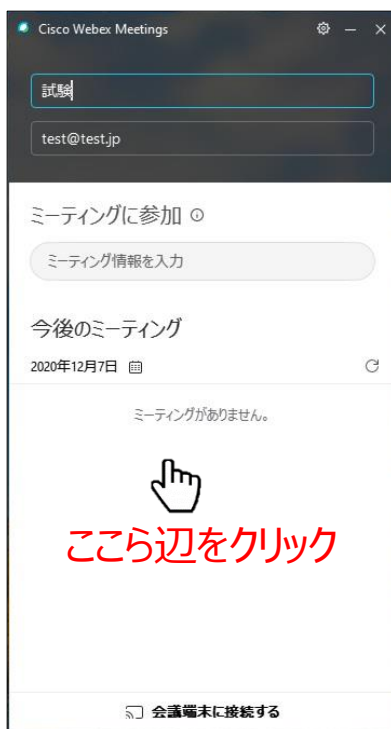 Cisco Webex Meetings
試験
test@test.jp
ミーティングに参加
ミーティング情報を入力
今後のミーティング
2020年12月7日
ミーティングがありません。
ここら辺をクリック
会議端末に接続する